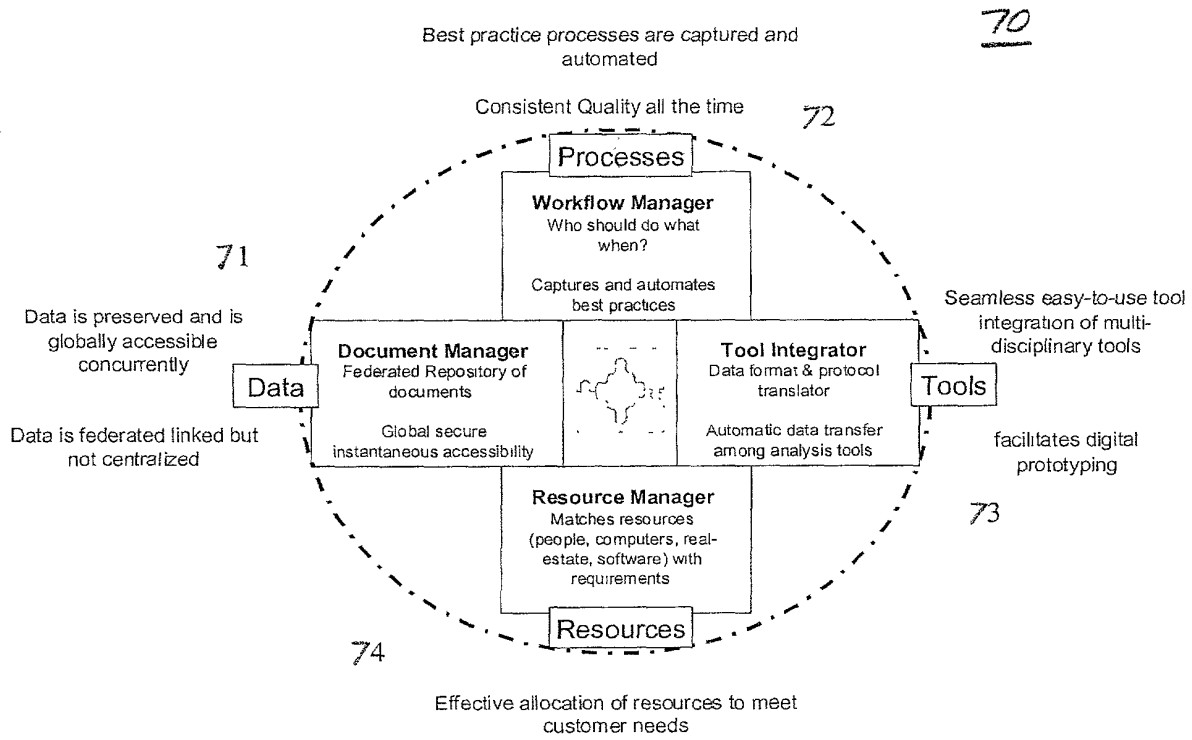 70
Best practice processes are captured and
automated
Consistent Quality all the time
72
Processes
Workflow Manager
Who should do what
when?
Captures and automates
best practices
71
Data is preserved and is
globally accessible
concurrently
Data
Data is federated linked but
not centralized
Document Manager
Federated Repository of
documents
Global secure
instantaneous accessibility
Tool Integrator
Data format & protocol
translator
Automatic data transfer
among analysis tools
Seamless easy-to-use tool
integration of multi-
disciplinary tools
Tools
facilitates digital
prototyping
73
Resource Manager
Matches resources
(people, computers, real-
estate, software) with
requirements
Resources
74
Effective allocation of resources to meet
customer needs